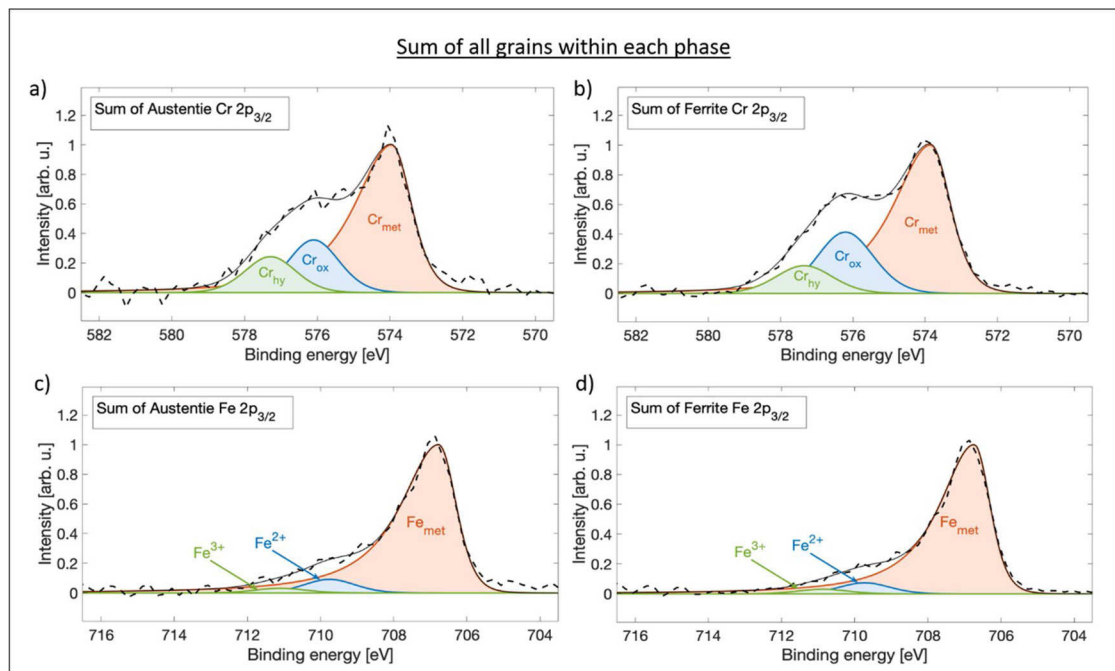 Sum of all grains within each phase
a)
Sum of Austentie Cr 2p3/2
Intensity [arb. u.]
1.2
1
0.8
0.6
0.4
0.2
0
Crmet
Crox
Crhy
582 580 578 576 574 572 570
Binding energy [eV]
b)
Sum of Ferrite Cr 2p3/2
Intensity [arb. u.]
1.2
1
0.8
0.6
0.4
0.2
0
Crmet
Crox
Crhy
582 580 578 576 574 572 570
Binding energy [eV]
c)
Sum of Austentie Fe 2p3/2
Intensity [arb. u.]
1.2
1
0.8
0.6
0.4
0.2
0
Fe3+
Fe2+
Femet
716 714 712 710 708 706 704
Binding energy [eV]
d)
Sum of Ferrite Fe 2p3/2
Intensity [arb. u.]
1.2
1
0.8
0.6
0.4
0.2
0
Fe3+
Fe2+
Femet
716 714 712 710 708 706 704
Binding energy [eV]